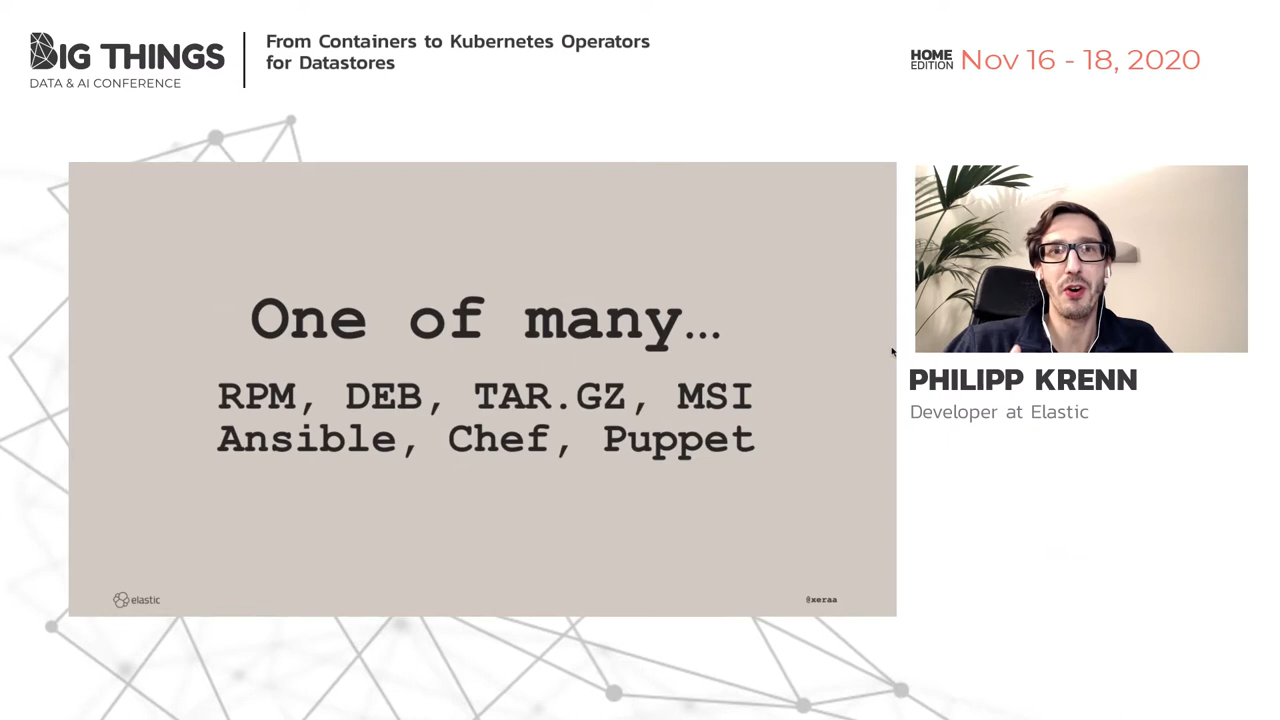 BIG THINGS
DATA & AI CONFERENCE
From Containers to Kubernetes Operators
for Datastores
HOME
EDITION
Nov 16 - 18, 2020
One of many…
RPM, DEB, TAR.GZ, MSI
Ansible, Chef, Puppet
elastic
@xeraa
PHILIPP KRENN
Developer at Elastic